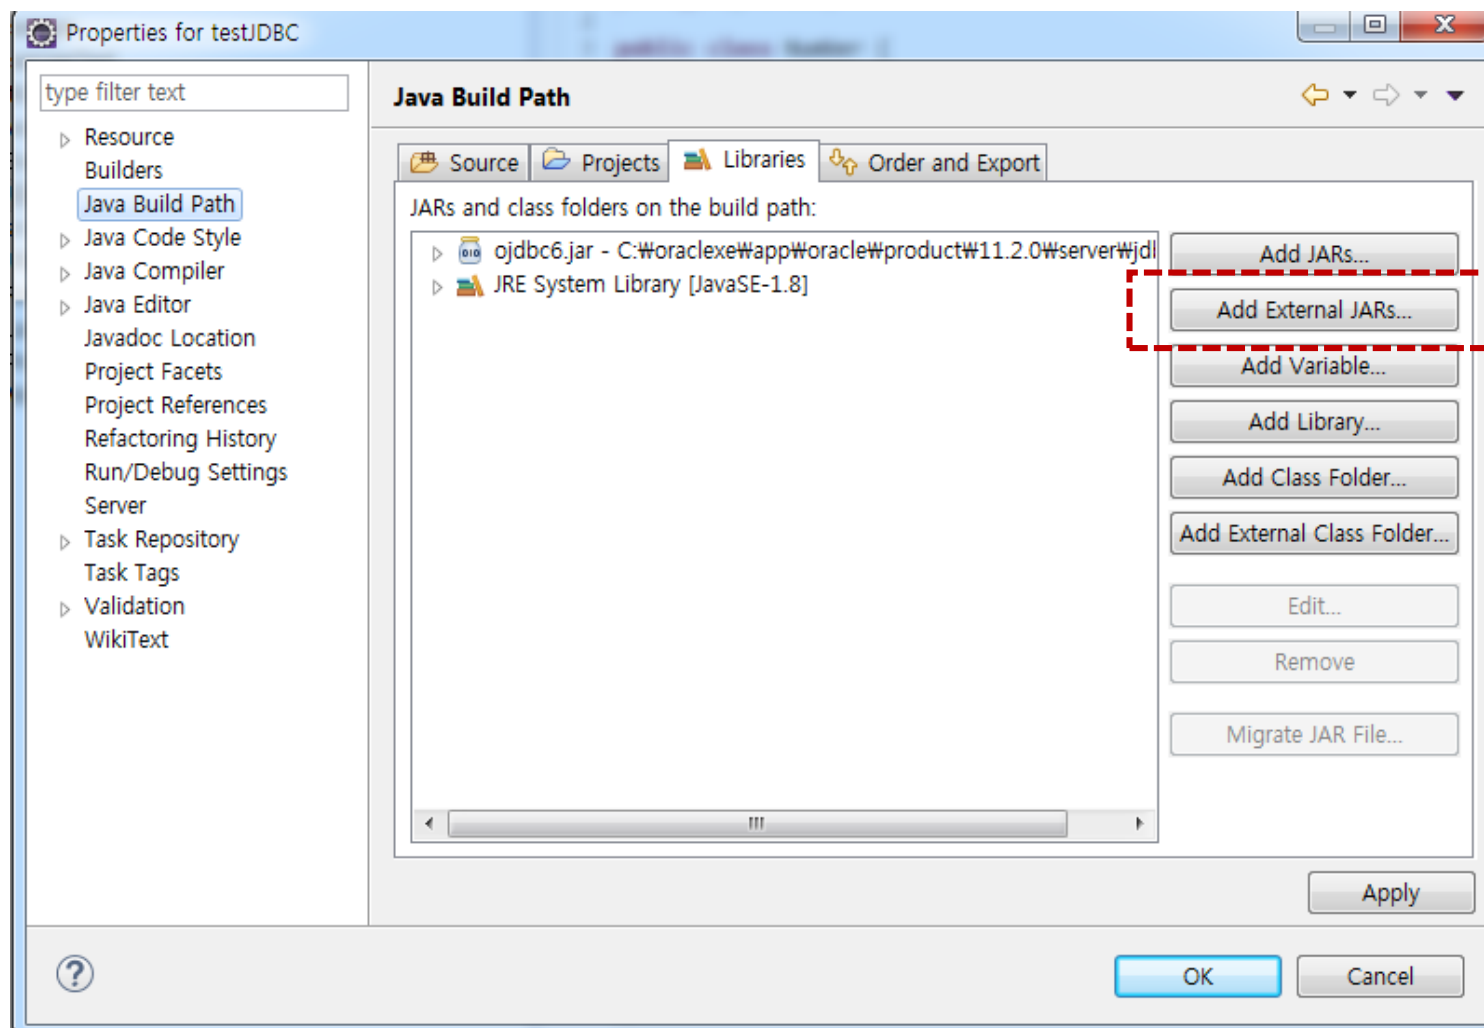 Properties for testJDBC
public class Number {
type filter text
Resource
Builders
Java Build Path
Java Code Style
Java Compiler
Java Editor
Javadoc Location
Project Facets
Project References
Refactoring History
Run/Debug Settings
Server
Task Repository
Task Tags
Validation
WikiText
Java Build Path
Source
Projects
Libraries
Order and Export
JARs and class folders on the build path:
ojdbc6.jar - C:₩oraclexe₩app₩oracle₩product₩11.2.0₩server₩jdl
JRE System Library [JavaSE-1.8]
Add JARs...
Add External JARs...
Add Variable...
Add Library...
Add Class Folder...
Add External Class Folder...
Edit...
Remove
Migrate JAR File...
Apply
OK
Cancel